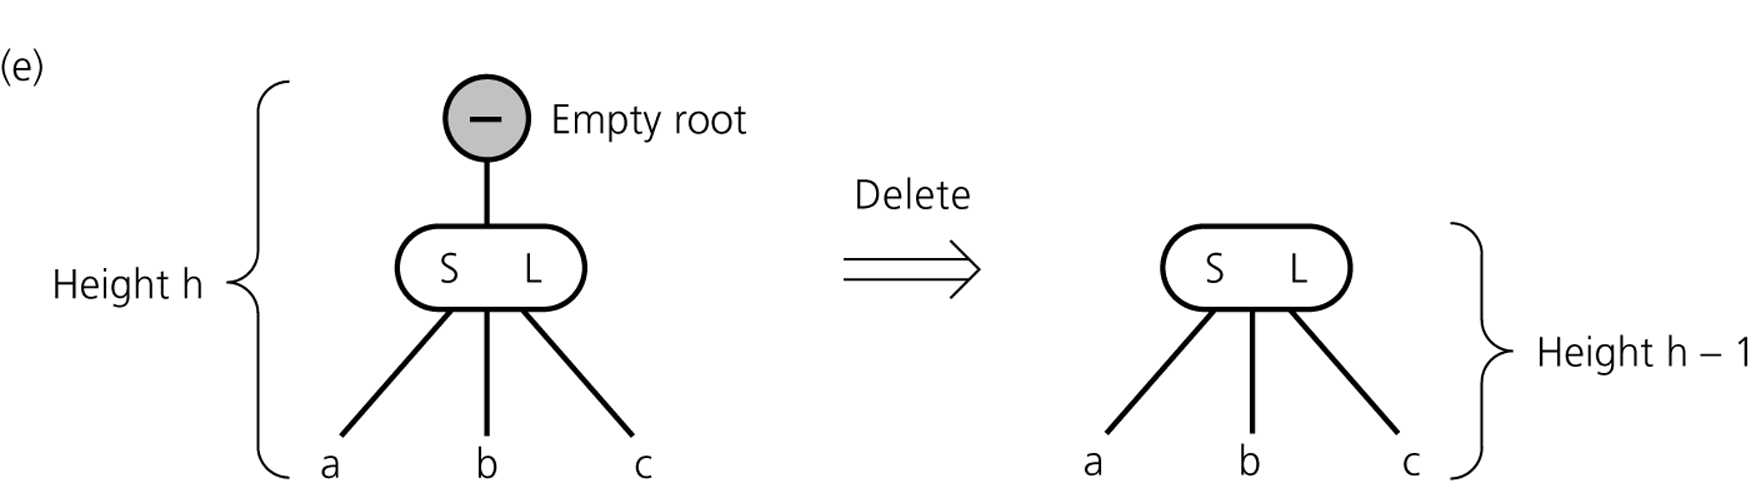 (e)
–
Empty root
Delete
S L
S L
Height h
Height h – 1
a b c
a b c